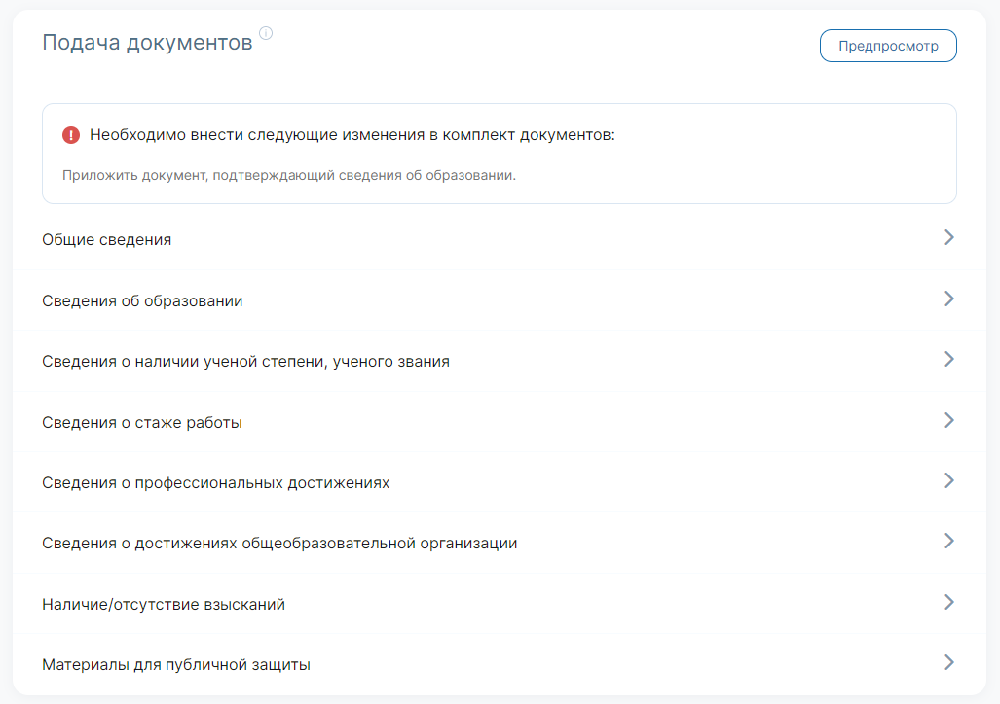 Подача документов
Предпросмотр
Необходимо внести следующие изменения в комплект документов:
Приложить документ, подтверждающий сведения об образовании.
Общие сведения
Сведения об образовании
Сведения о наличии ученой степени, ученого звания
Сведения о стаже работы
Сведения о профессиональных достижениях
Сведения о достижениях общеобразовательной организации
Наличие/отсутствие взысканий
Материалы для публичной защиты